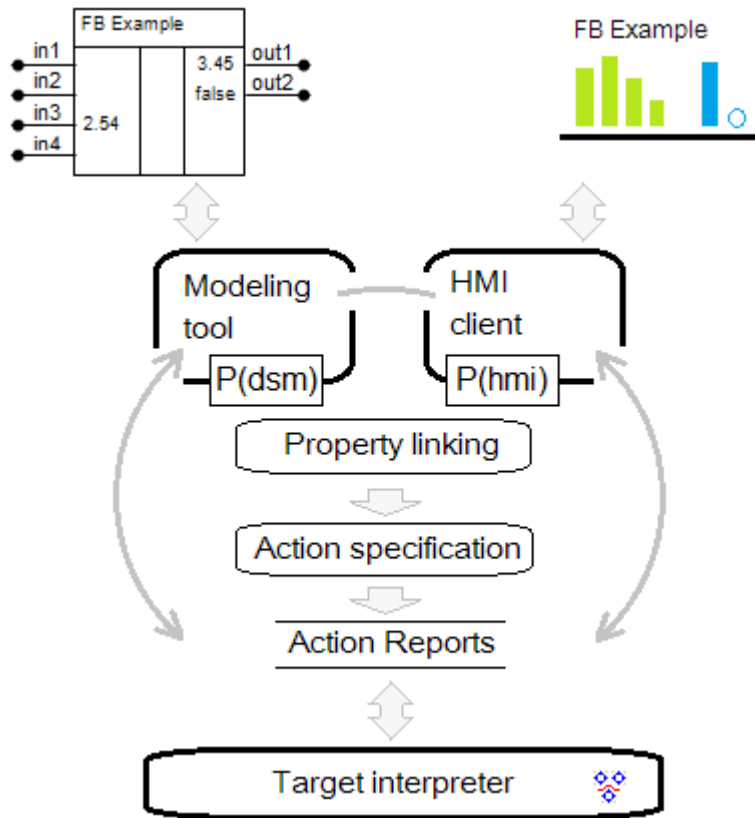 FB Example
in1
in2
in3
in4
2.54
3.45
false
out1
out2
FB Example
Modeling
tool
P(dsm)
HMI
client
P(hmi)
Property linking
Action specification
Action Reports
Target interpreter